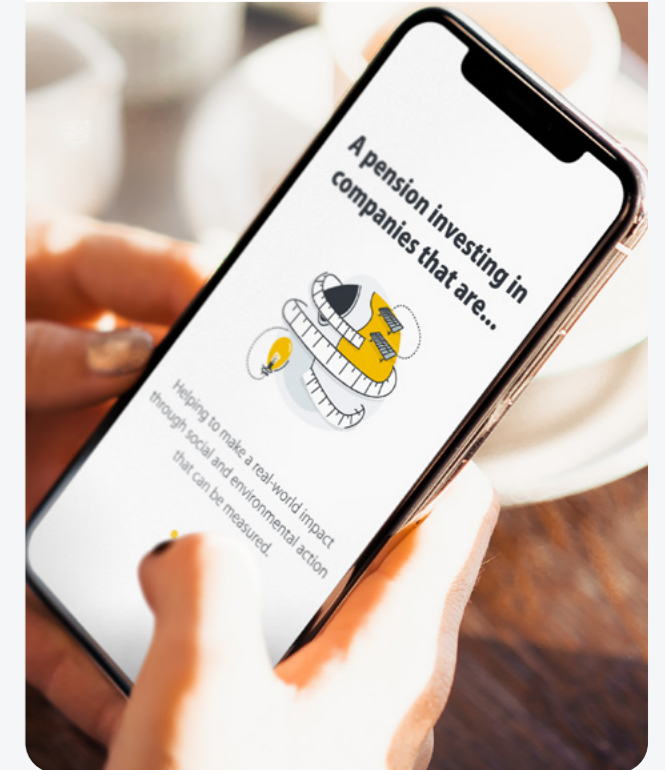 A pension investing in
companies that are...
Helping to make a real-world impact
through social and environmental action
that can be measured.